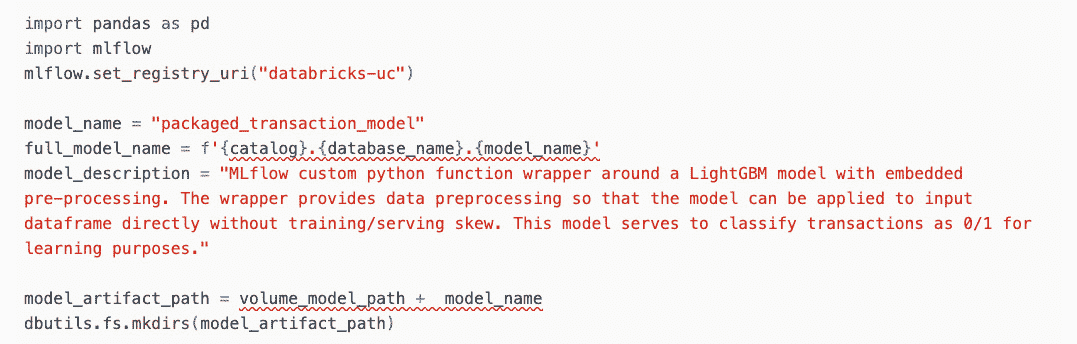 import pandas as pd
import mlflow
mlflow.set_registry_uri("databricks-uc")
model_name = "packaged_transaction_model"
full_model_name = f'{catalog}.{database_name}.{model_name}'
model_description = "MLflow custom python function wrapper around a LightGBM model with embedded
pre-processing. The wrapper provides data preprocessing so that the model can be applied to input
dataframe directly without training/serving skew. This model serves to classify transactions as 0/1 for
learning purposes."
model_artifact_path = volume_model_path +  model_name
dbutils.fs.mkdirs(model_artifact_path)